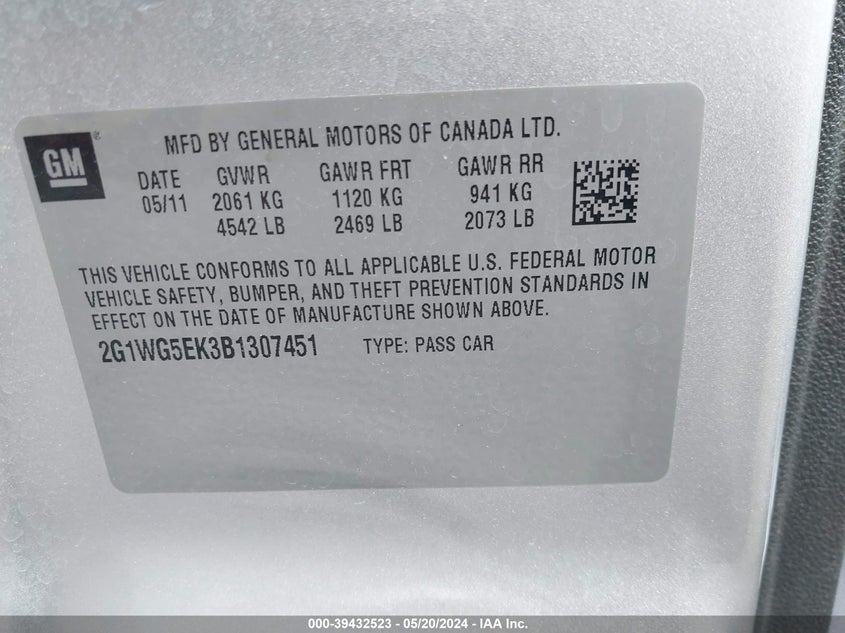 GM
MFD BY GENERAL MOTORS OF CANADA LTD.
DATE GVWR GAWR FRT GAWR RR
05/11 2061 KG 1120 KG 941 KG
4542 LB 2469 LB 2073 LB
THIS VEHICLE CONFORMS TO ALL APPLICABLE U.S. FEDERAL MOTOR
VEHICLE SAFETY, BUMPER, AND THEFT PREVENTION STANDARDS IN
EFFECT ON THE DATE OF MANUFACTURE SHOWN ABOVE.
2G1WG5EK3B1307451 TYPE: PASS CAR
000-39432523 - 05/20/2024 - IAA Inc.